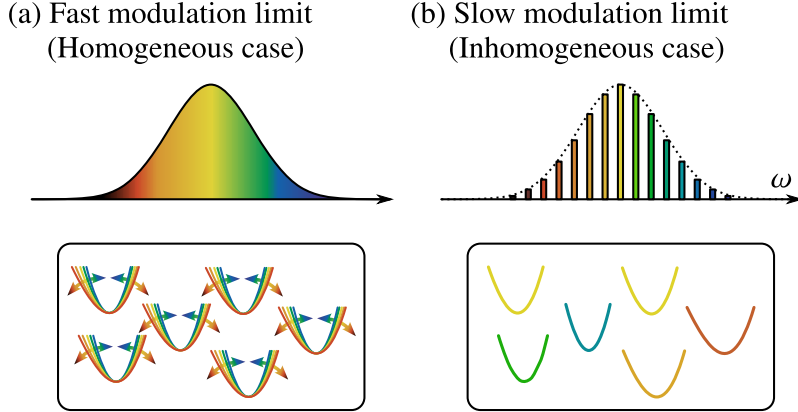 (a) Fast modulation limit
(Homogeneous case)
(b) Slow modulation limit
(Inhomogeneous case)
ω